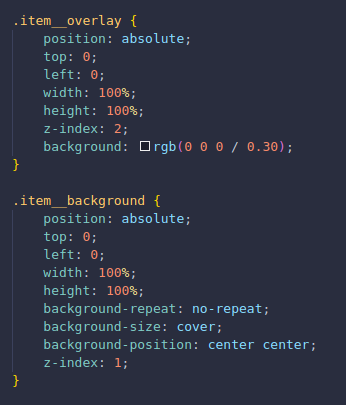 .item__overlay {
    position: absolute;
    top: 0;
    left: 0;
    width: 100%;
    height: 100%;
    z-index: 2;
    background: rgb(0 0 0 / 0.30);
}

.item__background {
    position: absolute;
    top: 0;
    left: 0;
    width: 100%;
    height: 100%;
    background-repeat: no-repeat;
    background-size: cover;
    background-position: center center;
    z-index: 1;
}